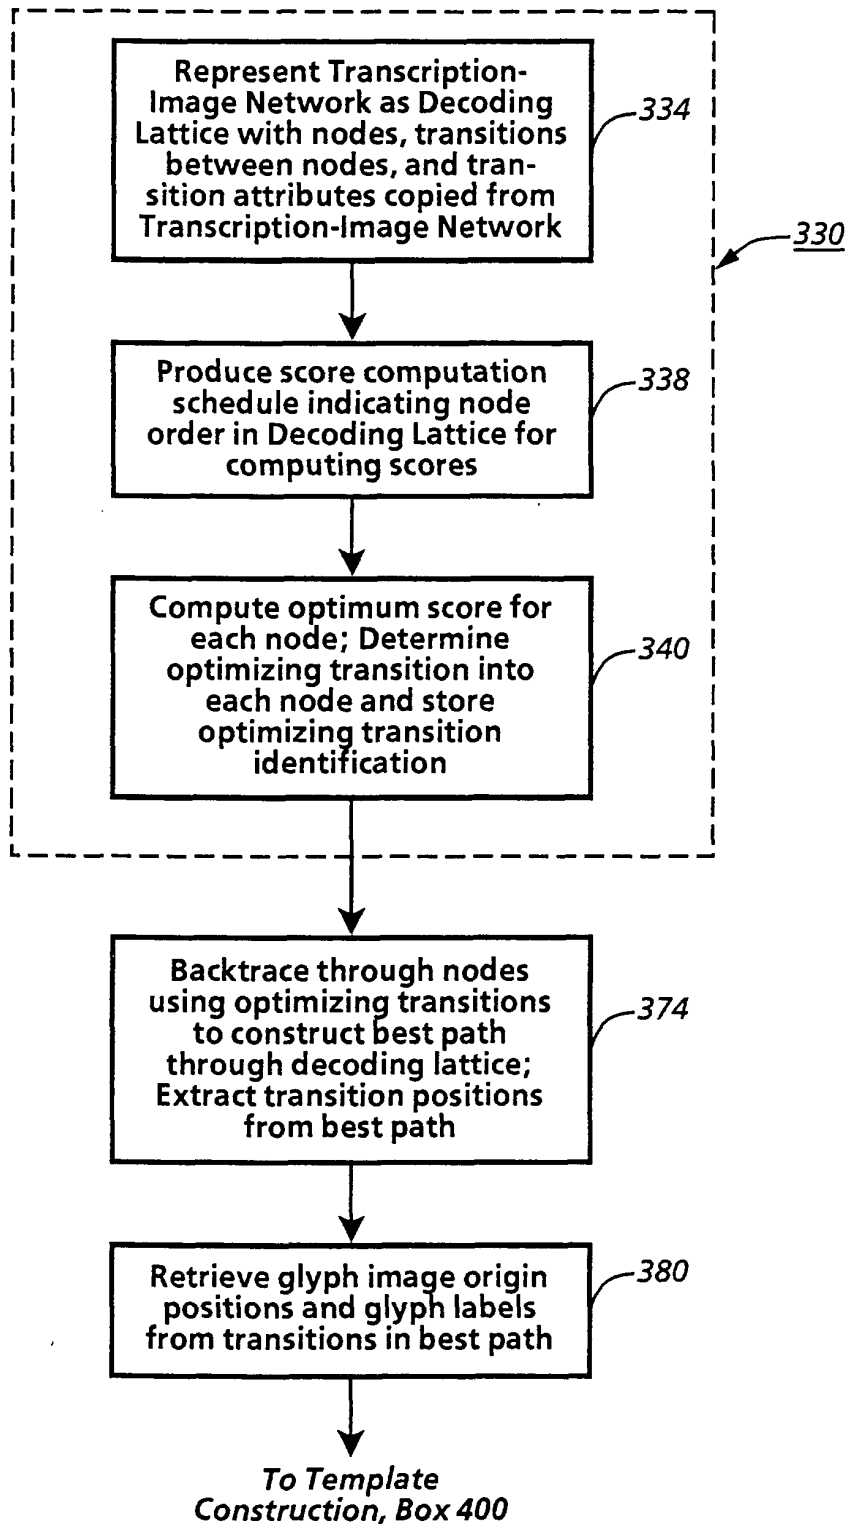 Represent Transcription-
Image Network as Decoding
Lattice with nodes, transitions
between nodes, and tran-
sition attributes copied from
Transcription-Image Network
334
330
Produce score computation
schedule indicating node
order in Decoding Lattice for
computing scores
338
Compute optimum score for
each node; Determine
optimizing transition into
each node and store
optimizing transition
identification
340
Backtrace through nodes
using optimizing transitions
to construct best path
through decoding lattice;
Extract transition positions
from best path
374
Retrieve glyph image origin
positions and glyph labels
from transitions in best path
380
To Template
Construction, Box 400